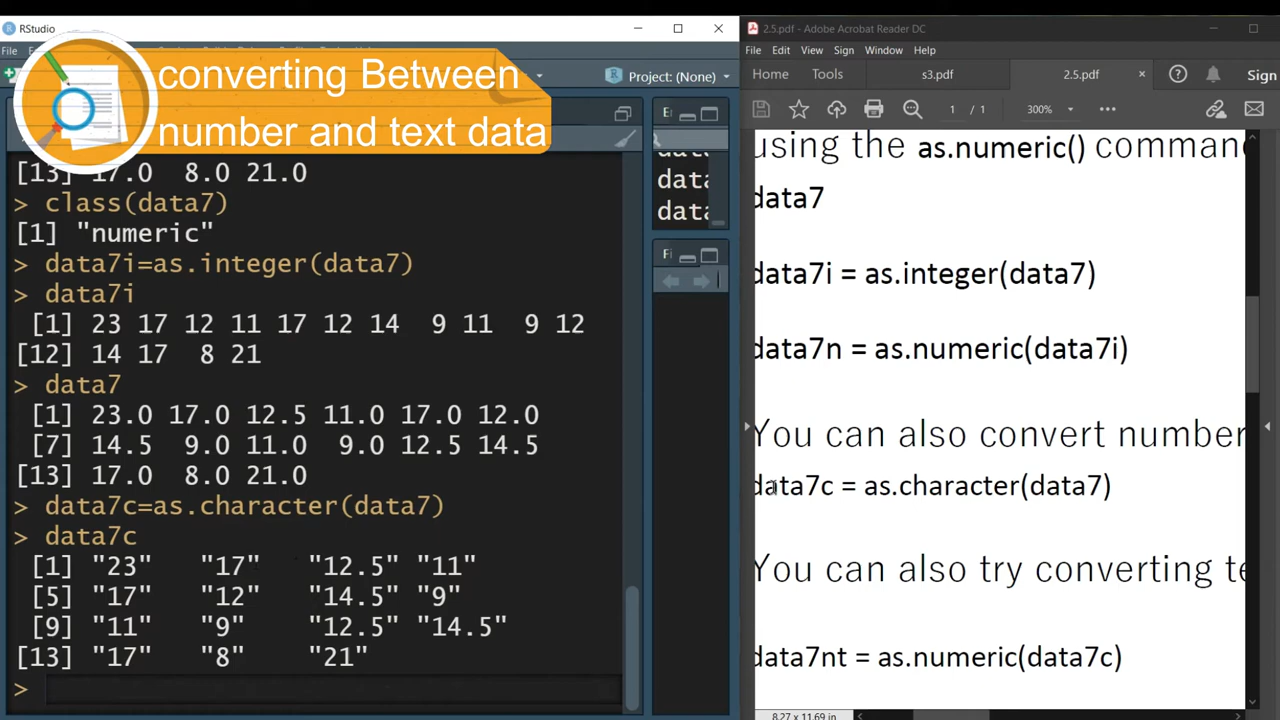 RStudio
File
converting Between
number and text data
Project: (None)
[13] 17.0 8.0 21.0
> class(data7)
[1] "numeric"
> data7i=as.integer(data7)
> data7i
[1] 23 17 12 11 17 12 14 9 11 9 12
[12] 14 17 8 21
> data7
[1] 23.0 17.0 12.5 11.0 17.0 12.0
[7] 14.5 9.0 11.0 9.0 12.5 14.5
[13] 17.0 8.0 21.0
> data7c=as.character(data7)
> data7c
[1] "23" "17" "12.5" "11"
[5] "17" "12" "14.5" "9"
[9] "11" "9" "12.5" "14.5"
[13] "17" "8" "21"
>
data
data
Fi
2.5.pdf - Adobe Acrobat Reader DC
File Edit View Sign Window Help
Home Tools s3.pdf 2.5.pdf × Sign
1 / 1 300%
using the as.numeric() comman
data7
data7i = as.integer(data7)
data7n = as.numeric(data7i)
You can also convert number
data7c = as.character(data7)
You can also try converting te
data7nt = as.numeric(data7c)
8.27 x 11.69 in